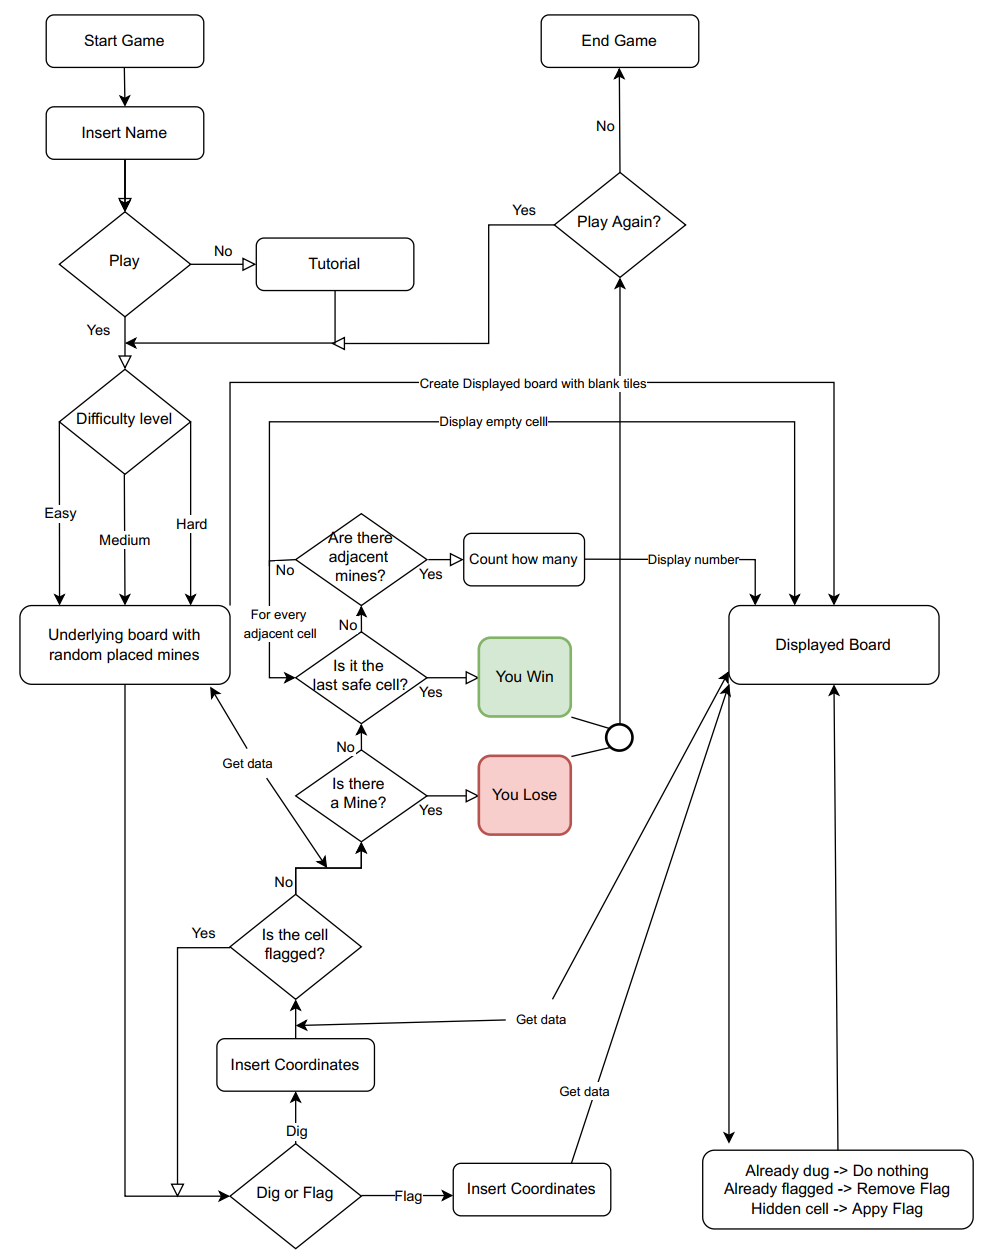 Start Game
End Game
Insert Name
No
Play Again?
Yes
Play
No
Tutorial
Yes
Create Displayed board with blank tiles
Difficulty level
Display empty celll
Easy
Medium
Hard
Are there
adjacent
mines?
No
Yes
Count how many
Display number
For every
adjacent cell
No
Underlying board with
random placed mines
Is it the
last safe cell?
Yes
You Win
Displayed Board
Get data
No
Is there
a Mine?
Yes
You Lose
No
Yes
Is the cell
flagged?
Get data
Insert Coordinates
Get data
Dig
Dig or Flag
Flag
Insert Coordinates
Already dug -> Do nothing
Already flagged -> Remove Flag
Hidden cell -> Appy Flag